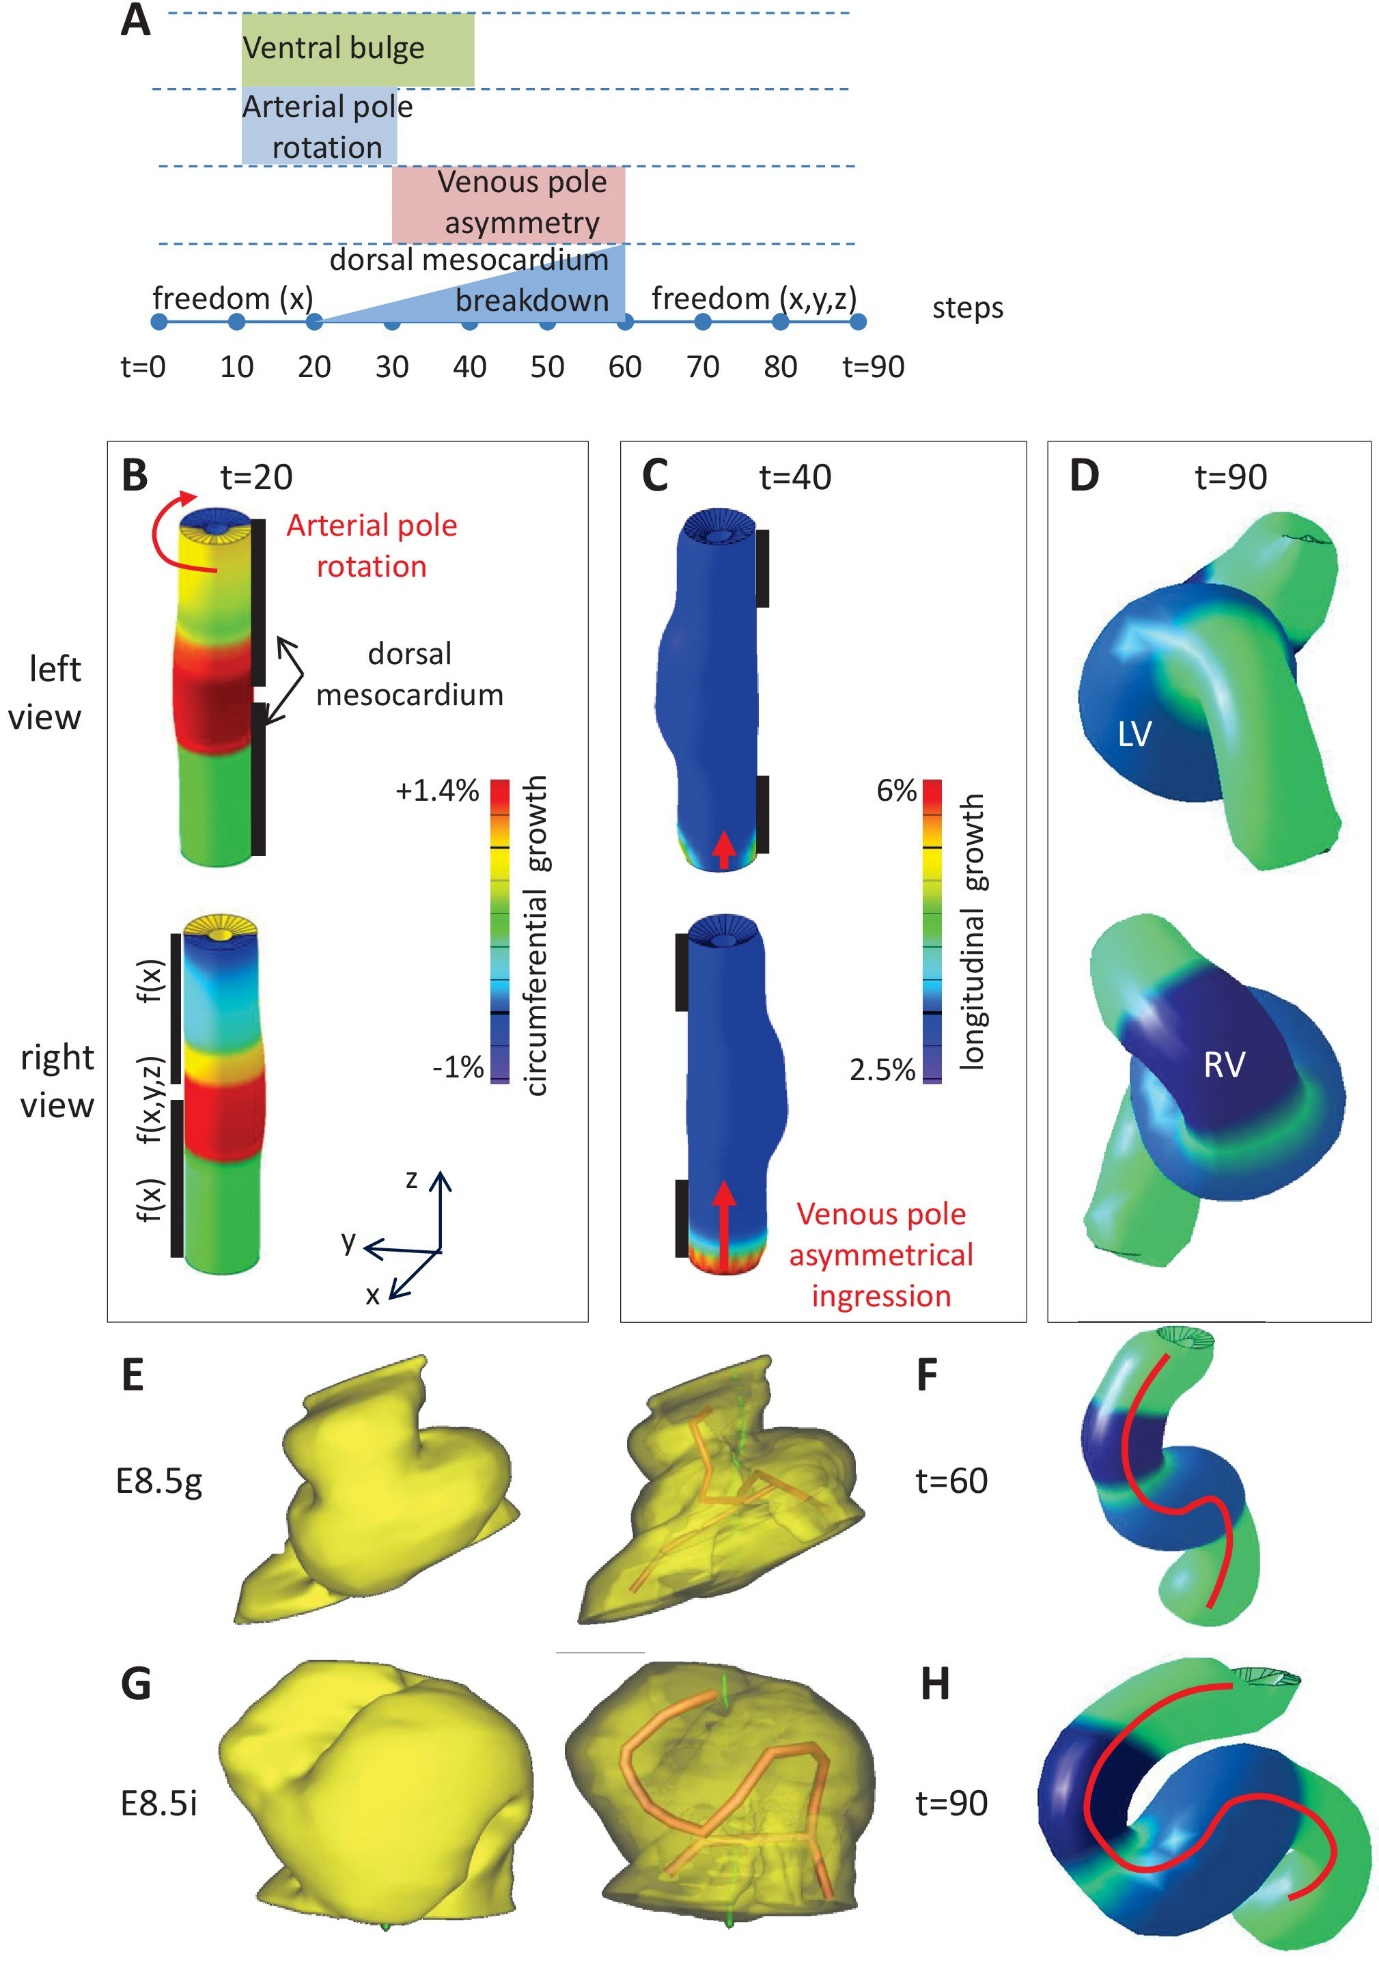 A
Ventral bulge
Arterial pole
rotation
Venous pole
asymmetry
dorsal mesocardium
breakdown
freedom (x)
freedom (x,y,z)
steps
t=0 10 20 30 40 50 60 70 80 t=90
B
t=20
Arterial pole
rotation
dorsal
mesocardium
left
view
+1.4%
-1%
circumferential growth
right
view
f(x)
f(x,y,z)
f(x)
z
y
x
C
t=40
6%
2.5%
longitudinal growth
Venous pole
asymmetrical
ingression
D
t=90
LV
RV
E
E8.5g
F
t=60
G
E8.5i
H
t=90